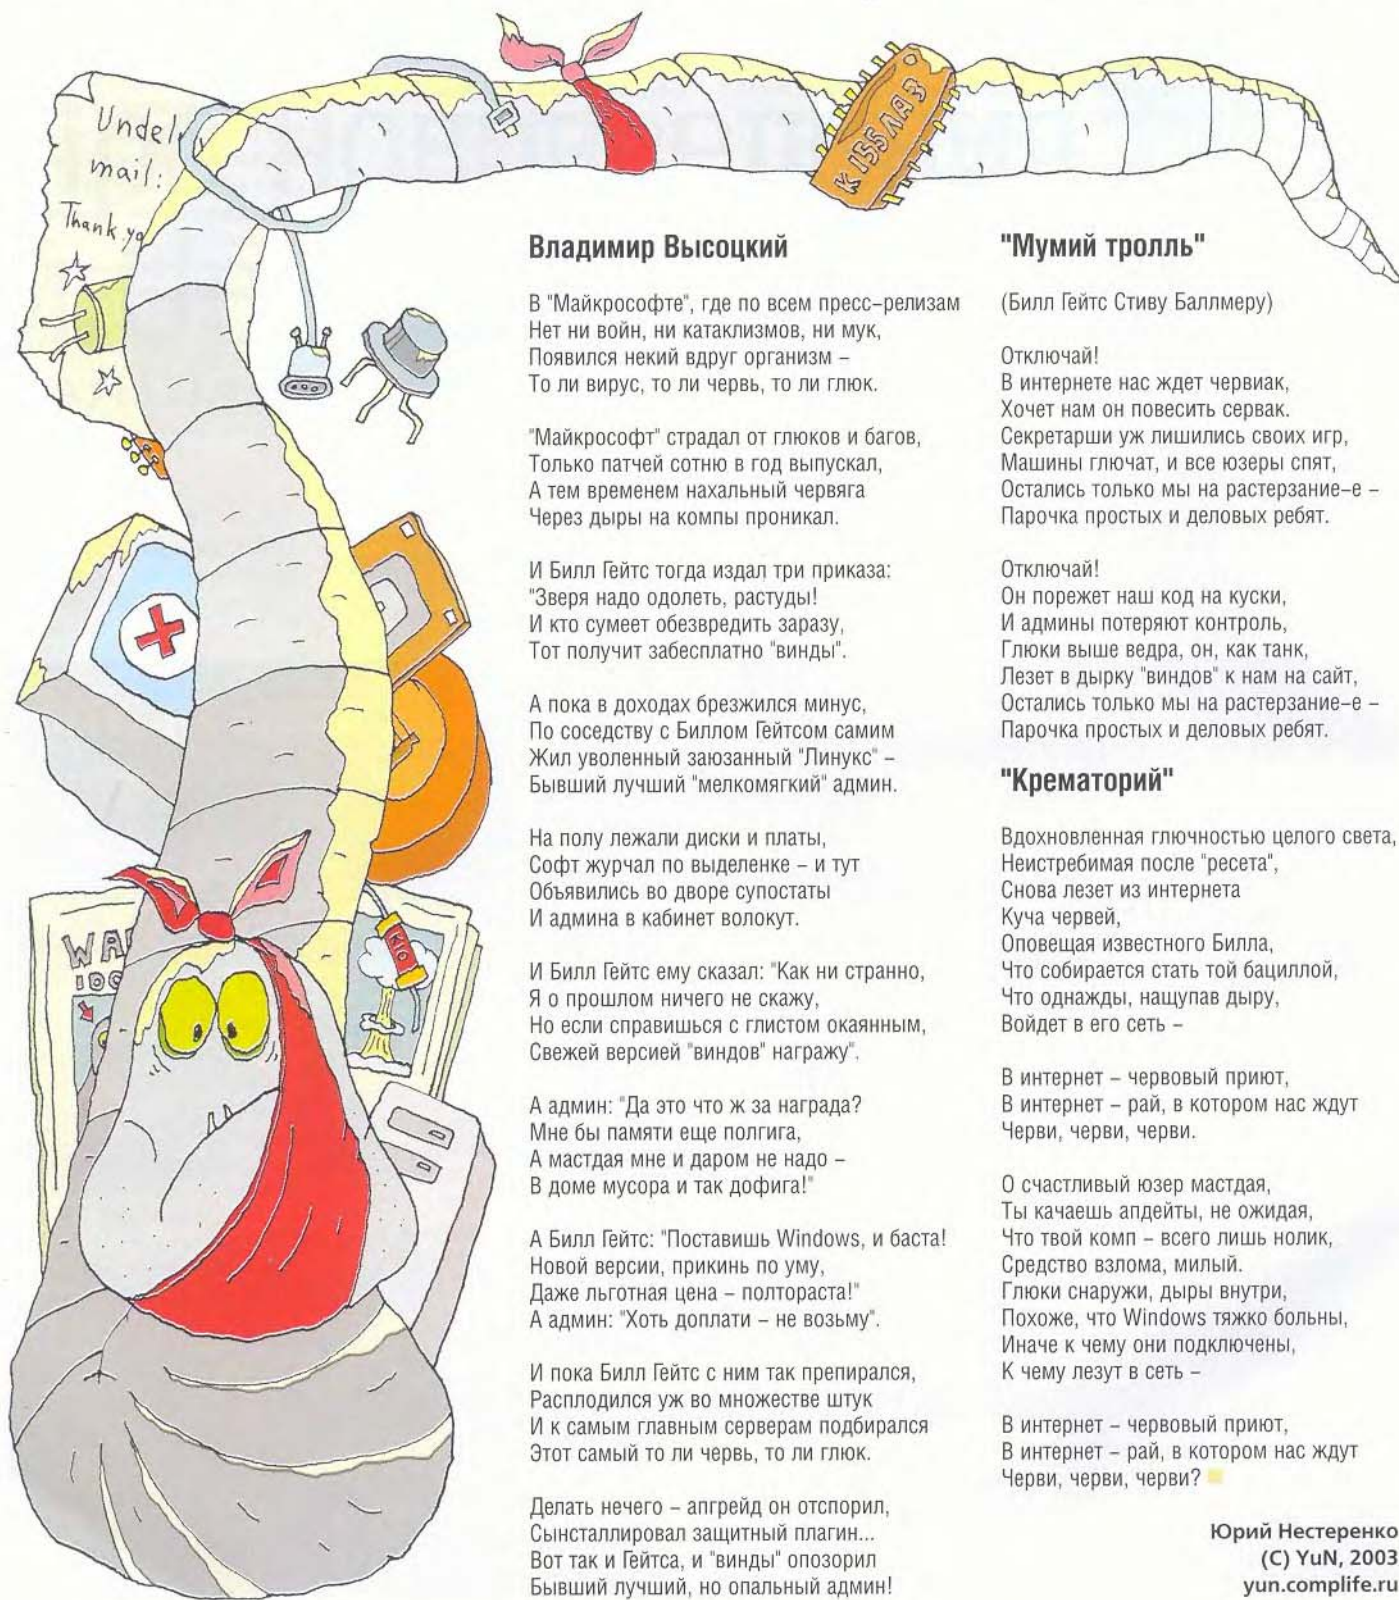 Undel
mail:
Thank yo
К155ЛА3
WA
КІО
Владимир Высоцкий
В "Майкрософте", где по всем пресс–релизам
Нет ни войн, ни катаклизмов, ни мук,
Появился некий вдруг организм –
То ли вирус, то ли червь, то ли глюк.
"Майкрософт" страдал от глюков и багов,
Только патчей сотню в год выпускал,
А тем временем нахальный червяга
Через дыры на компы проникал.
И Билл Гейтс тогда издал три приказа:
"Зверя надо одолеть, растуды!
И кто сумеет обезвредить заразу,
Тот получит забесплатно "винды".
А пока в доходах брезжился минус,
По соседству с Биллом Гейтсом самим
Жил уволенный заюзанный "Линукс" –
Бывший лучший "мелкомягкий" админ.
На полу лежали диски и платы,
Софт журчал по выделенке – и тут
Объявились во дворе супостаты
И админа в кабинет волокут.
И Билл Гейтс ему сказал: "Как ни странно,
Я о прошлом ничего не скажу,
Но если справишься с глистом окаянным,
Свежей версией "виндов" награжу".
А админ: "Да это что ж за награда?
Мне бы памяти еще полгига,
А мастдая мне и даром не надо –
В доме мусора и так дофига!"
А Билл Гейтс: "Поставишь Windows, и баста!
Новой версии, прикинь по уму,
Даже льготная цена – полтораста!"
А админ: "Хоть доплати – не возьму".
И пока Билл Гейтс с ним так препирался,
Расплодился уж во множестве штук
И к самым главным серверам подбирался
Этот самый то ли червь, то ли глюк.
Делать нечего – апгрейд он отспорил,
Сынсталлировал защитный плагин...
Вот так и Гейтса, и "винды" опозорил
Бывший лучший, но опальный админ!
"Мумий тролль"
(Билл Гейтс Стиву Баллмеру)
Отключай!
В интернете нас ждет червиак,
Хочет нам он повесить сервак.
Секретарши уж лишились своих игр,
Машины глючат, и все юзеры спят,
Остались только мы на растерзание–е –
Парочка простых и деловых ребят.
Отключай!
Он порежет наш код на куски,
И админы потеряют контроль,
Глюки выше ведра, он, как танк,
Лезет в дырку "виндов" к нам на сайт,
Остались только мы на растерзание–е –
Парочка простых и деловых ребят.
"Крематорий"
Вдохновленная глючностью целого света,
Неистребимая после "ресета",
Снова лезет из интернета
Куча червей,
Оповещая известного Билла,
Что собирается стать той бациллой,
Что однажды, нащупав дыру,
Войдет в его сеть –
В интернет – червовый приют,
В интернет – рай, в котором нас ждут
Черви, черви, черви.
О счастливый юзер мастдая,
Ты качаешь апдейты, не ожидая,
Что твой комп – всего лишь нолик,
Средство взлома, милый.
Глюки снаружи, дыры внутри,
Похоже, что Windows тяжко больны,
Иначе к чему они подключены,
К чему лезут в сеть –
В интернет – червовый приют,
В интернет – рай, в котором нас ждут
Черви, черви, черви?
Юрий Нестеренко
(C) YuN, 2003
yun.complife.ru